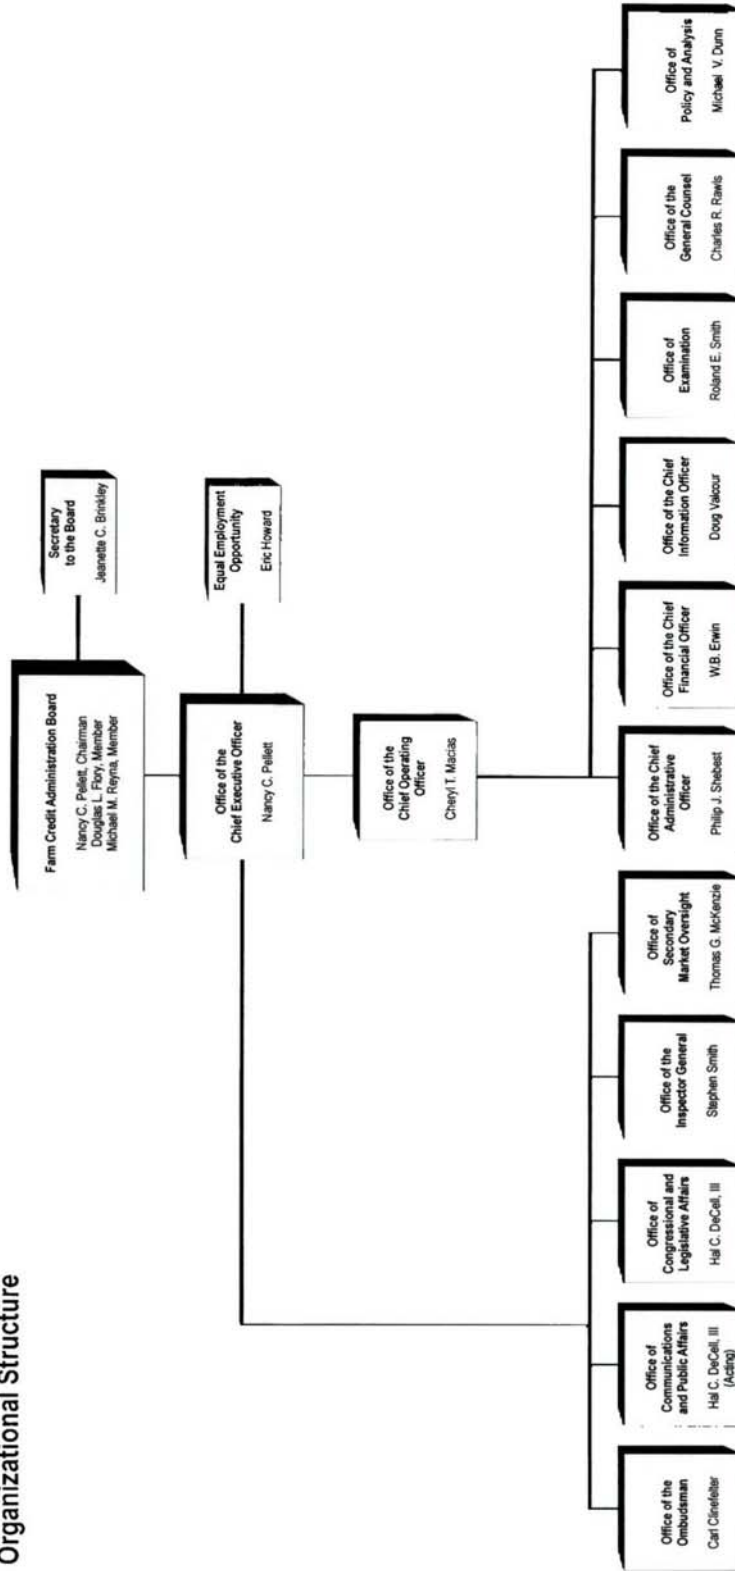 Organizational Structure
Farm Credit Administration Board
Nancy C. Pellett, Chairman
Douglas L. Flory, Member
Michael M. Reyna, Member
Secretary
to the Board
Jeanette C. Brinkley
Office of the
Chief Executive Officer
Nancy C. Pellett
Equal Employment
Opportunity
Eric Howard
Office of the
Chief Operating
Officer
Cheryl T. Macias
Office of the
Ombudsman
Carl Clinefelter
Office of
Communications
and Public Affairs
Hal C. DeCell, III
(Acting)
Office of
Congressional and
Legislative Affairs
Hal C. DeCell, III
Office of the
Inspector General
Stephen Smith
Office of
Secondary
Market Oversight
Thomas G. McKenzie
Office of the Chief
Administrative
Officer
Philip J. Shebest
Office of the Chief
Financial Officer
W.B. Erwin
Office of the Chief
Information Officer
Doug Valcour
Office of
Examination
Roland E. Smith
Office of the
General Counsel
Charles R. Rawls
Office of
Policy and Analysis
Michael V. Dunn